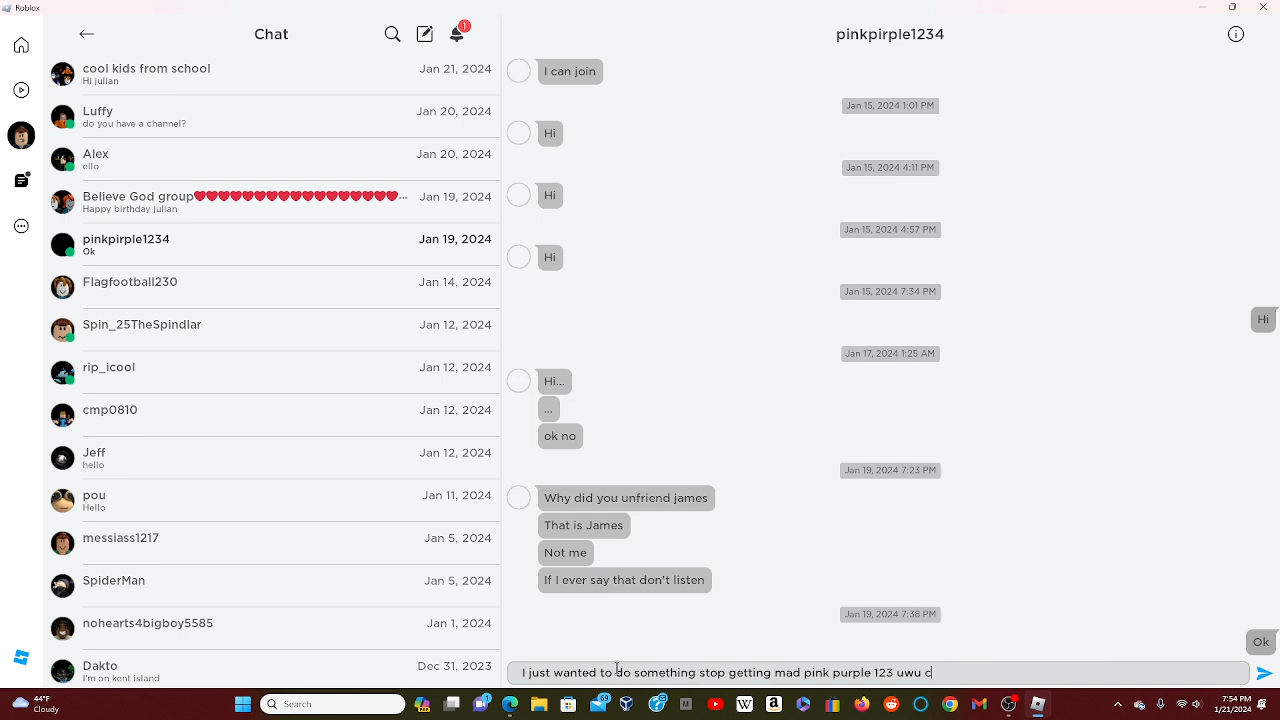 Roblox
Chat
1
cool kids from school
Jan 21, 2024
Hi julian
Luffy
Jan 20, 2024
do you have a channel?
Alex
Jan 20, 2024
ello
Believe God group❤❤❤❤❤❤❤❤❤❤❤❤❤❤❤❤❤...
Jan 19, 2024
Happy birthday julian
pinkpirple1234
Jan 19, 2024
Ok
Flagfootball230
Jan 14, 2024
Spin_25TheSpindlar
Jan 12, 2024
rip_icool
Jan 12, 2024
cmp0810
Jan 12, 2024
Jeff
Jan 12, 2024
hello
pou
Jan 11, 2024
Hello
messiass1217
Jan 5, 2024
SpiderMan
Jan 5, 2024
nohearts4bigboy5585
Jan 1, 2024
Dakto
Dec 31, 2023
I'm on kent island
pinkpirple1234
I can join
Jan 15, 2024 1:01 PM
Hi
Jan 15, 2024 4:11 PM
Hi
Jan 15, 2024 4:57 PM
Hi
Jan 15, 2024 7:34 PM
Hi
Jan 17, 2024 1:25 AM
Hi...
...
ok no
Jan 19, 2024 7:23 PM
Why did you unfriend james
That is James
Not me
If I ever say that don't listen
Jan 19, 2024 7:38 PM
Ok
I just wanted to do something stop getting mad pink purple 123 uwu c
44°F
Cloudy
Search
7:54 PM
1/21/2024